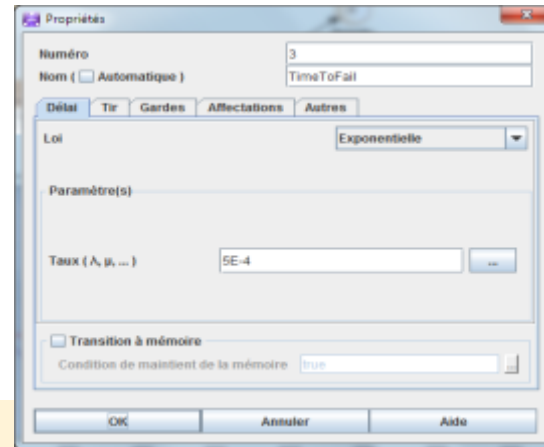 Propriétés
Numéro 3
Nom ( Automatique ) TimeToFail
Délai Tir Gardes Affectations Autres
Loi Exponentielle
Paramètre(s)
Taux ( λ, µ, ... ) 5E-4 ...
Transition à mémoire
Condition de maintient de la mémoire true ...
OK Annuler Aide